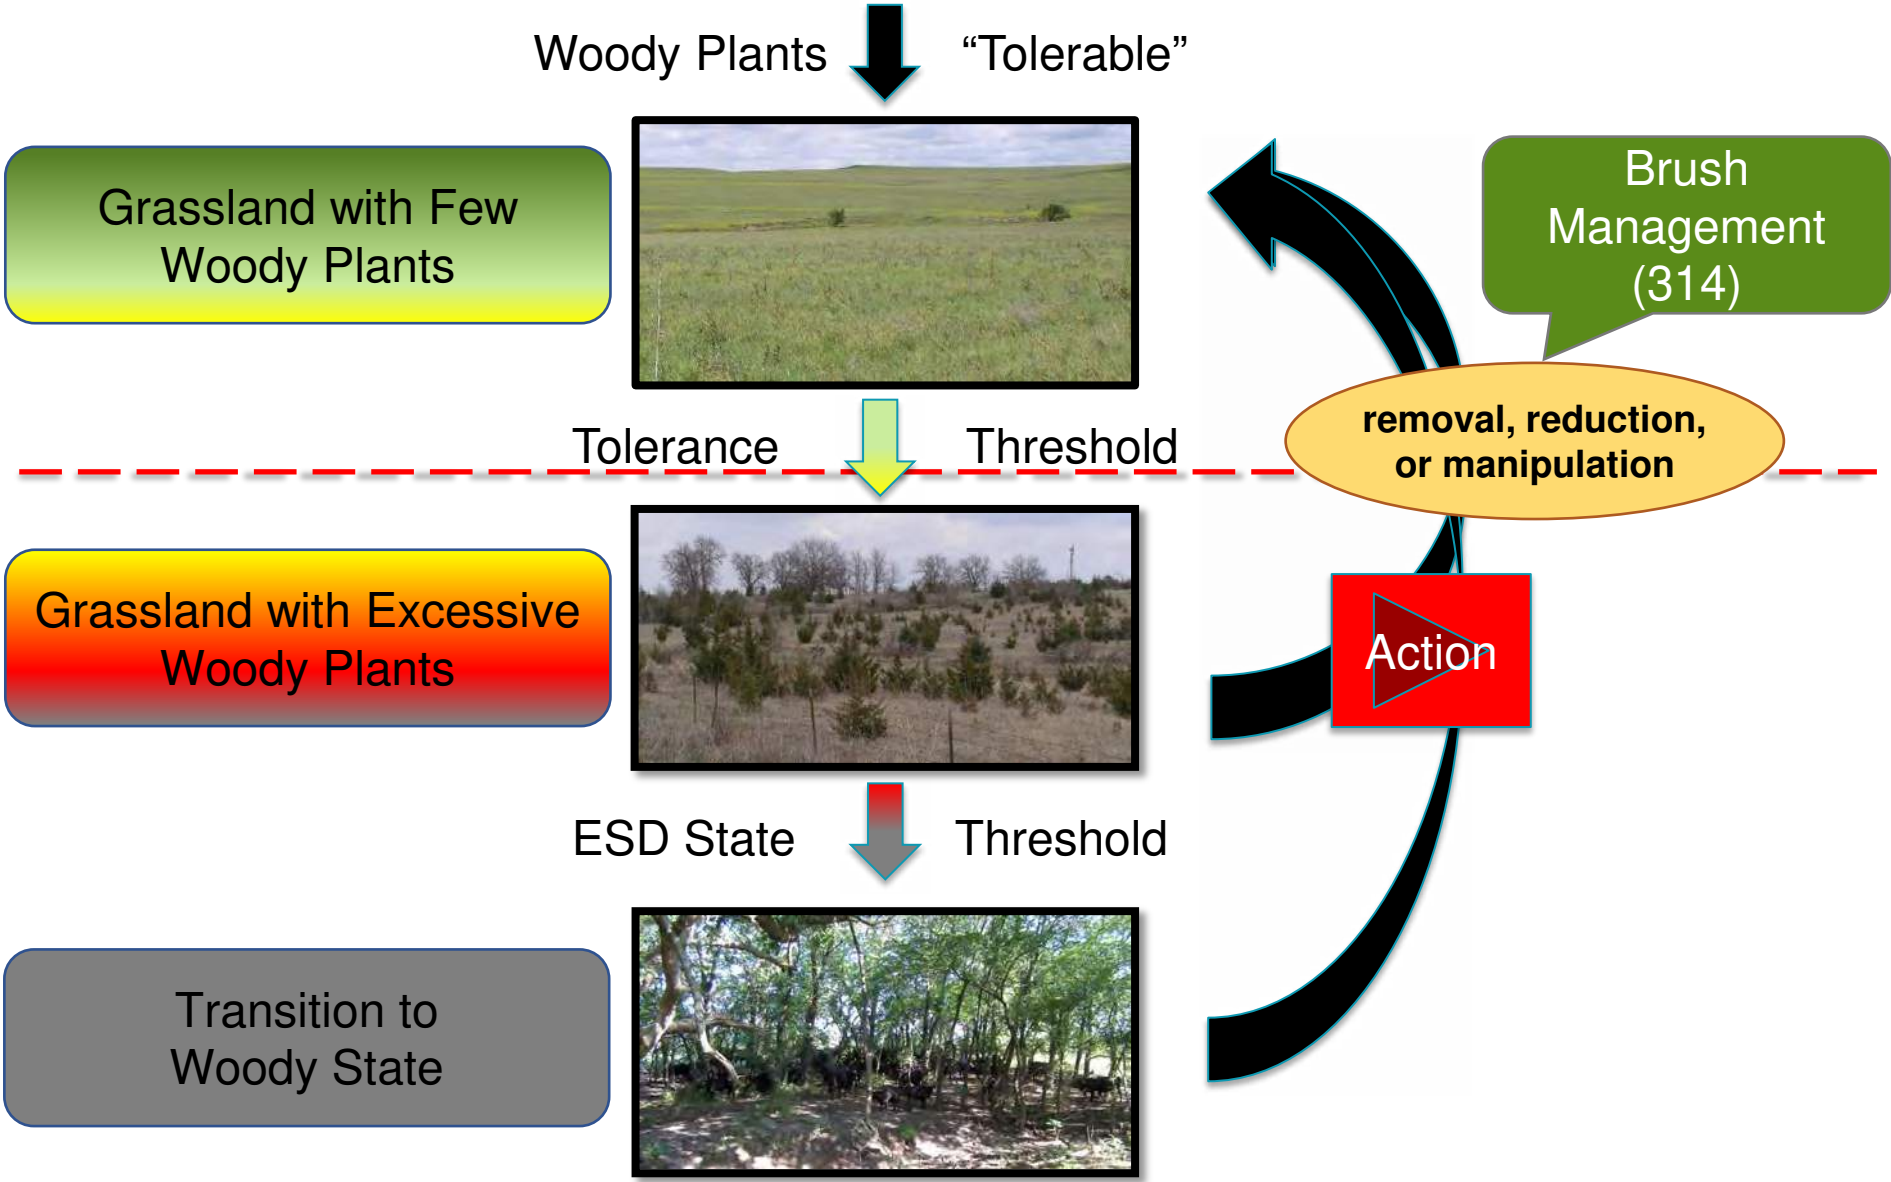 Woody Plants “Tolerable”
Grassland with Few
Woody Plants
Brush
Management
(314)
removal, reduction,
or manipulation
Tolerance Threshold
Grassland with Excessive
Woody Plants
Action
ESD State Threshold
Transition to
Woody State